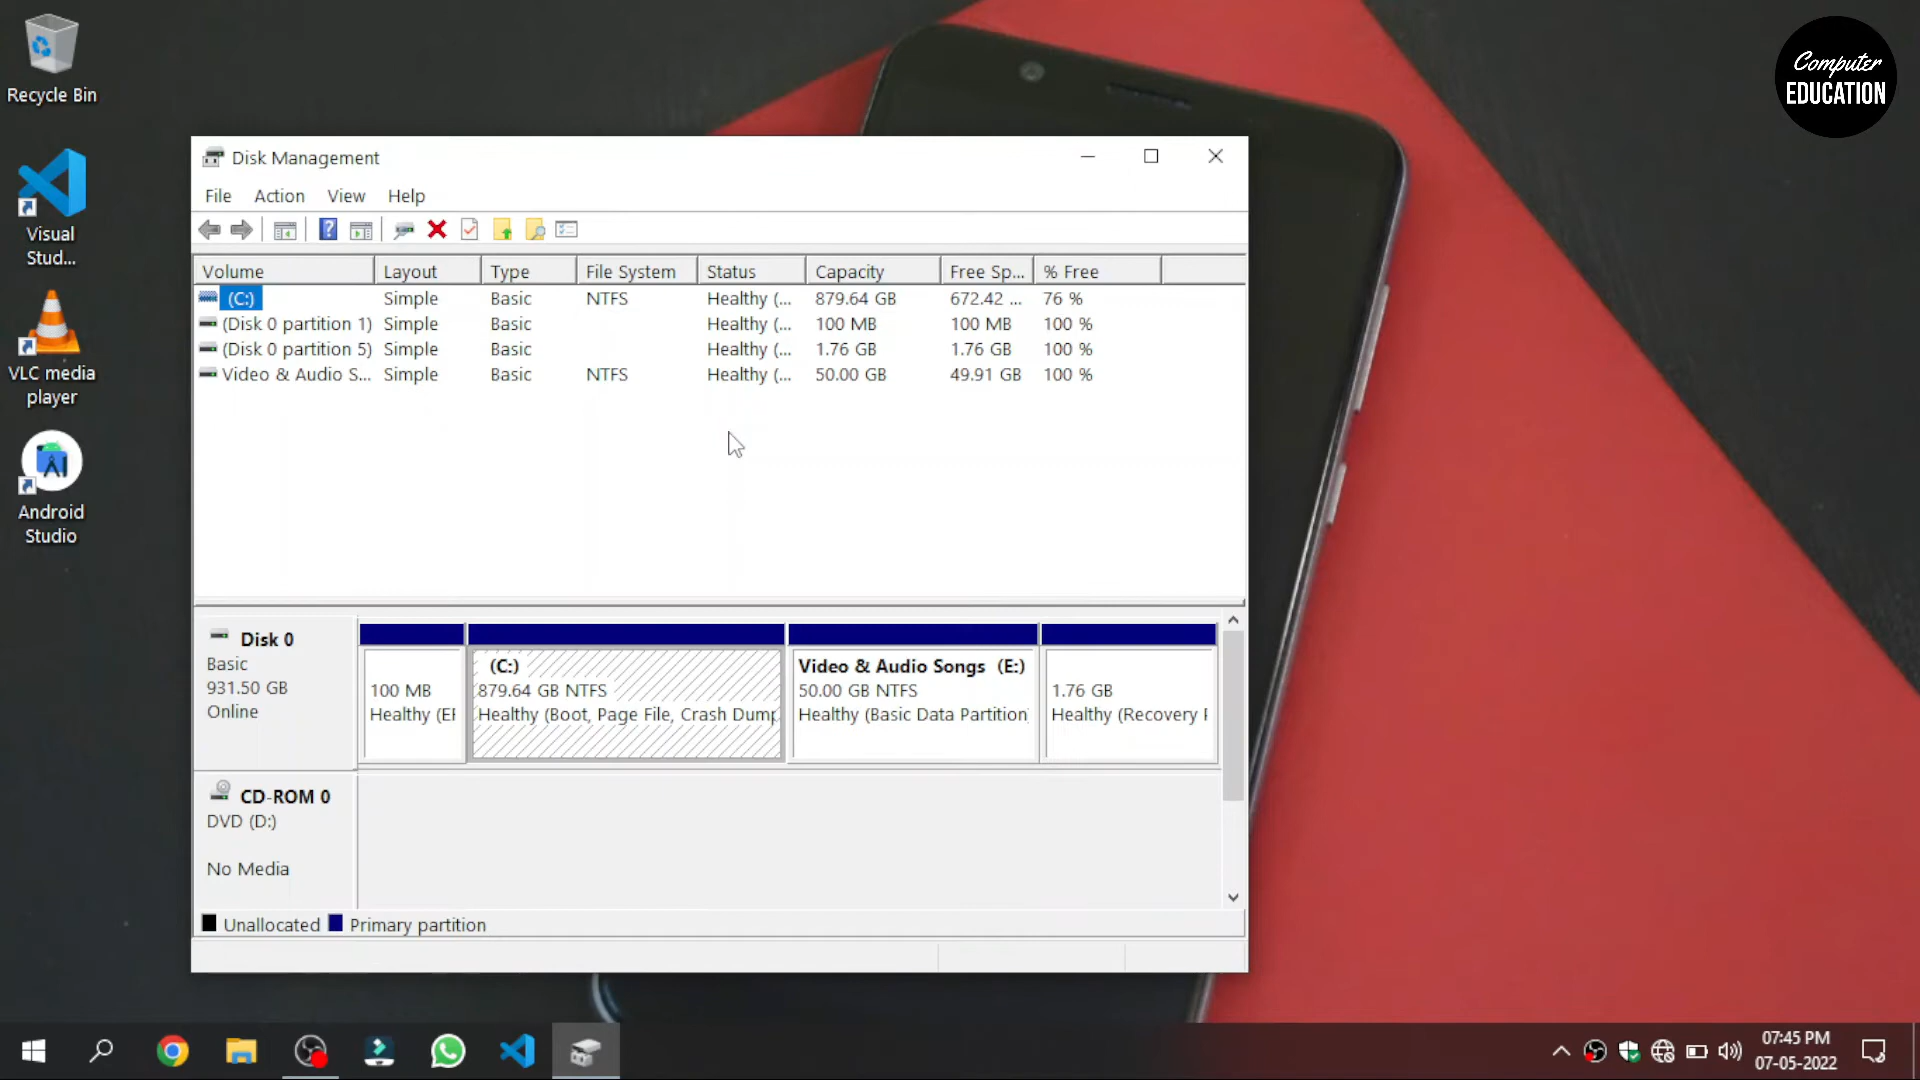 Recycle Bin
Visual
Stud...
VLC media
player
Android
Studio
Computer
EDUCATION
Disk Management
File Action View Help
Volume Layout Type File System Status Capacity Free Sp... % Free
(C:) Simple Basic NTFS Healthy (... 879.64 GB 672.42 ... 76 %
(Disk 0 partition 1) Simple Basic Healthy (... 100 MB 100 MB 100 %
(Disk 0 partition 5) Simple Basic Healthy (... 1.76 GB 1.76 GB 100 %
Video & Audio S... Simple Basic NTFS Healthy (... 50.00 GB 49.91 GB 100 %
Disk 0
Basic
931.50 GB
Online
100 MB
Healthy (EF
(C:)
879.64 GB NTFS
Healthy (Boot, Page File, Crash Dump
Video & Audio Songs (E:)
50.00 GB NTFS
Healthy (Basic Data Partition)
1.76 GB
Healthy (Recovery P
CD-ROM 0
DVD (D:)
No Media
Unallocated Primary partition
07:45 PM
07-05-2022